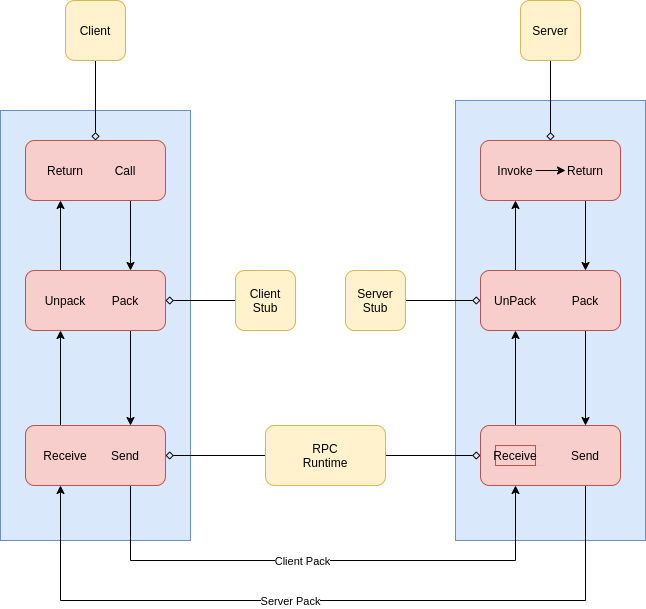 Client
Server
Return Call
Invoke Return
Unpack Pack
Client
Stub
Server
Stub
UnPack Pack
Receive Send
RPC
Runtime
Receive Send
Client Pack
Server Pack